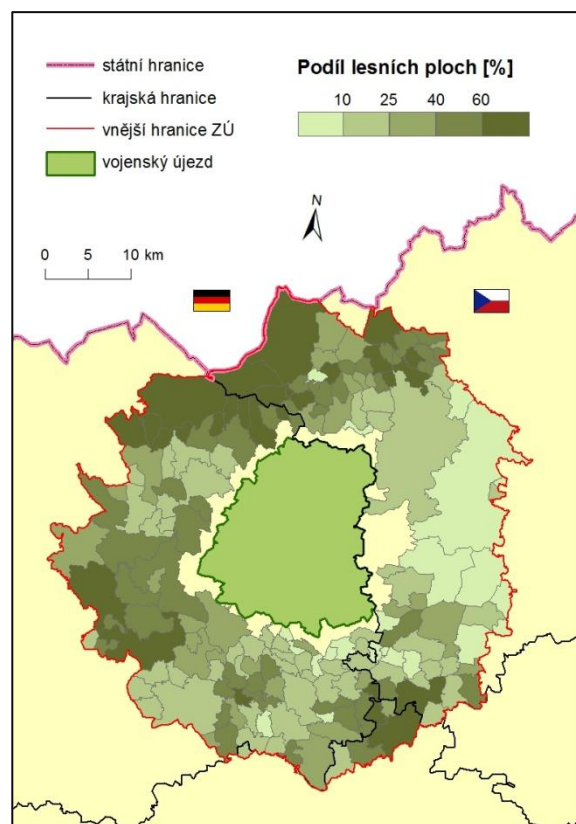 státní hranice
krajská hranice
vnější hranice ZÚ
vojenský újezd
Podíl lesních ploch [%]
10 25 40 60
N
0 5 10 km